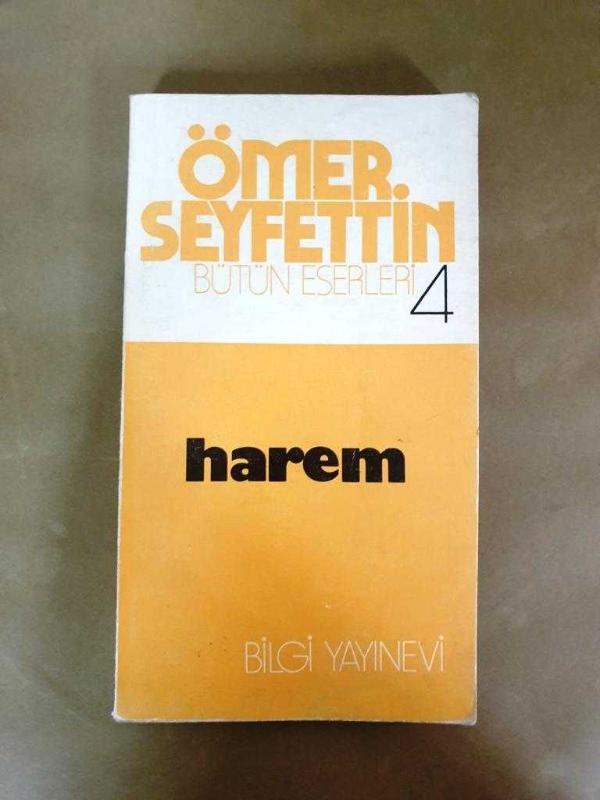 ÖMER
SEYFETTİN
BÜTÜN ESERLERİ 4
harem
BİLGİ YAYINEVİ